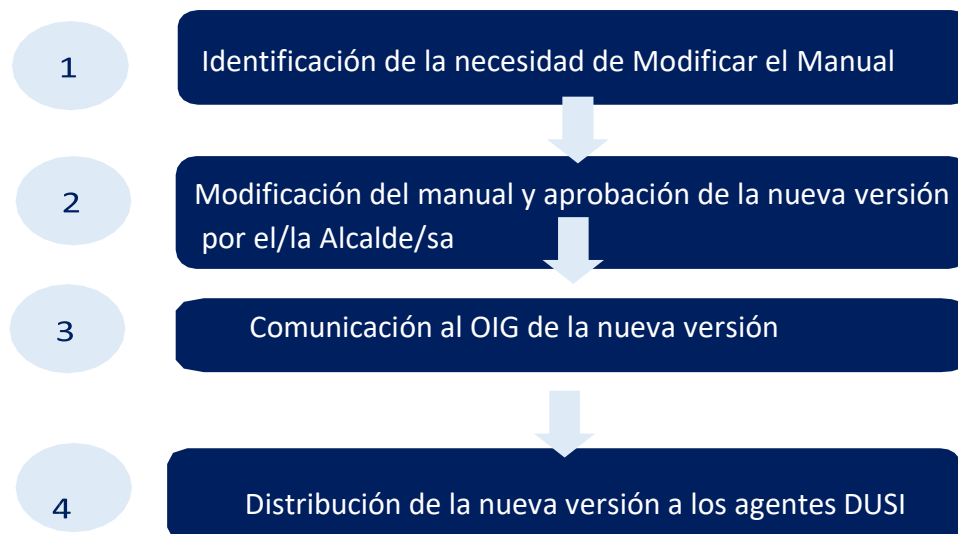 1
Identificación de la necesidad de Modificar el Manual
2
Modificación del manual y aprobación de la nueva versión
por el/la Alcalde/sa
3
Comunicación al OIG de la nueva versión
4
Distribución de la nueva versión a los agentes DUSI